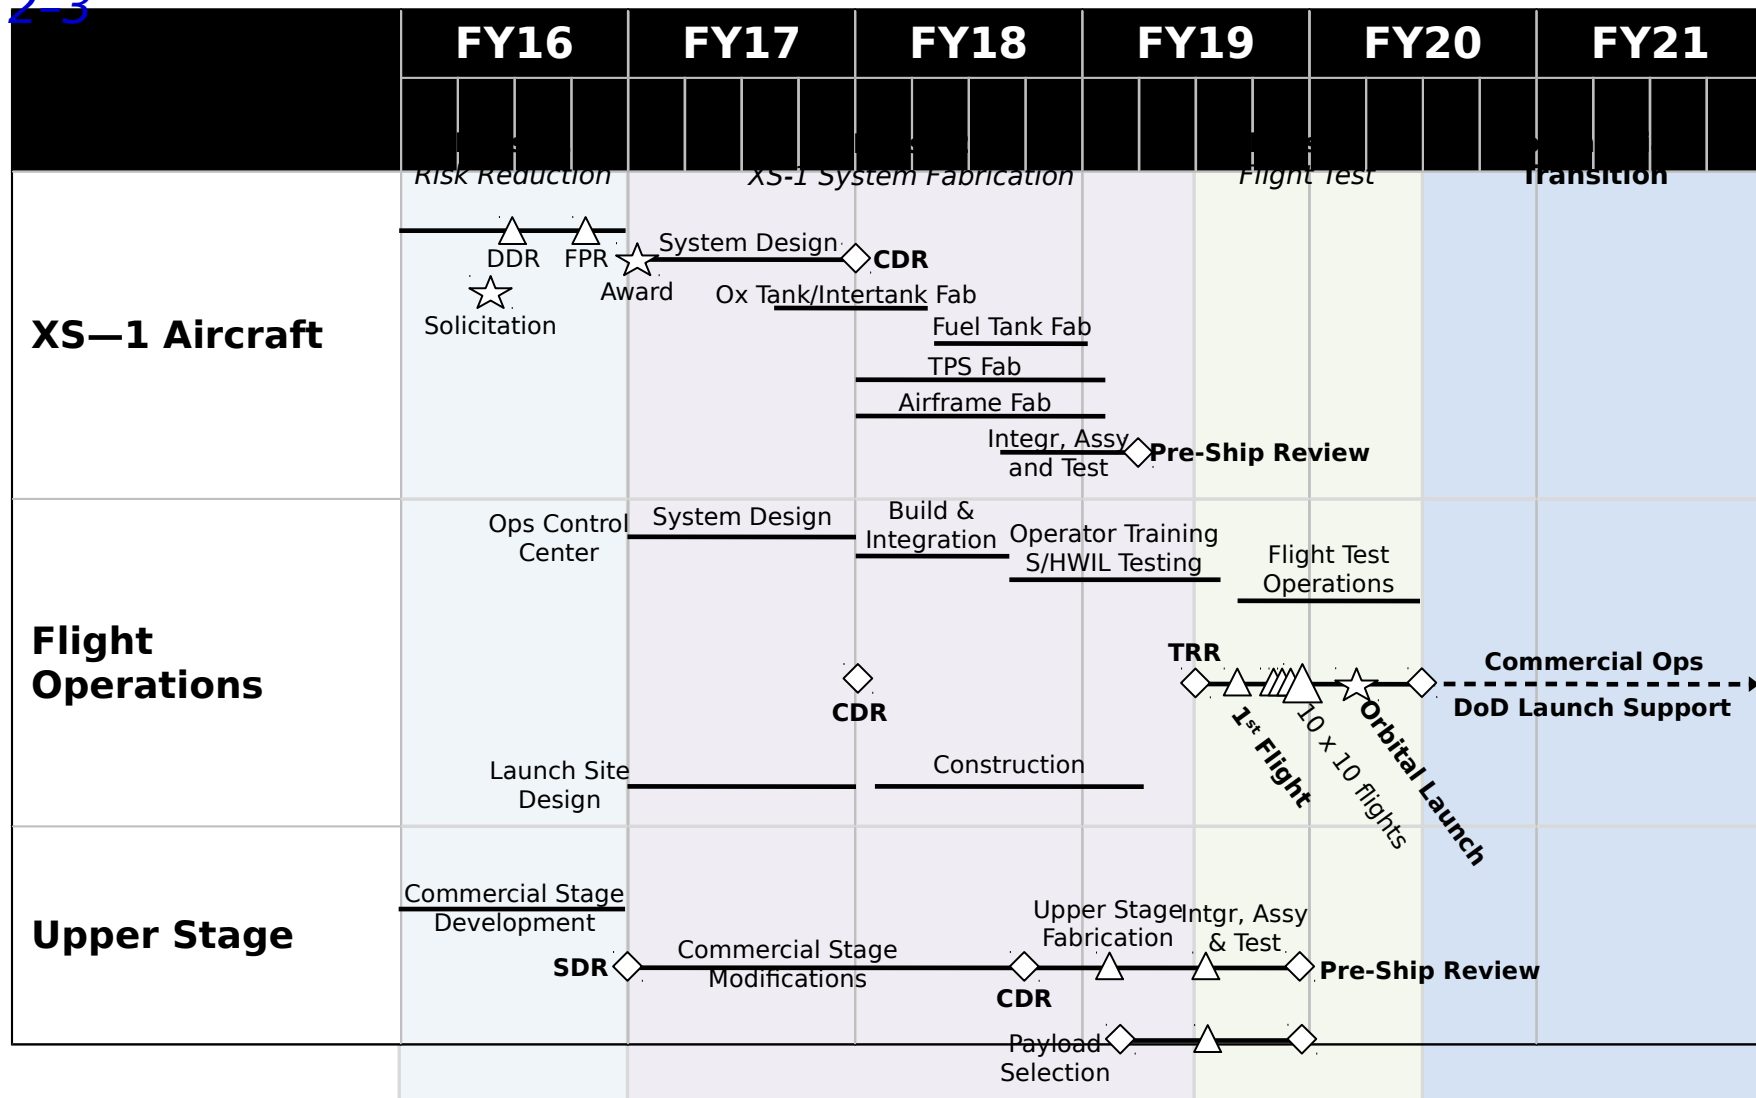 2–3
FY16 FY17 FY18 FY19 FY20 FY21
Risk Reduction XS-1 System Fabrication Flight Test Transition
XS—1 Aircraft
DDR FPR
Solicitation
Award
System Design
CDR
Ox Tank/Intertank Fab
Fuel Tank Fab
TPS Fab
Airframe Fab
Integr, Assy
and Test
Pre-Ship Review
Flight
Operations
Ops Control
Center
System Design
Build &
Integration
Operator Training
S/HWIL Testing
Flight Test
Operations
CDR
TRR
1st Flight
10 x 10 flights
Orbital Launch
Commercial Ops
DoD Launch Support
Launch Site
Design
Construction
Upper Stage
Commercial Stage
Development
SDR
Commercial Stage
Modifications
CDR
Upper Stage
Fabrication
Intgr, Assy
& Test
Pre-Ship Review
Payload
Selection